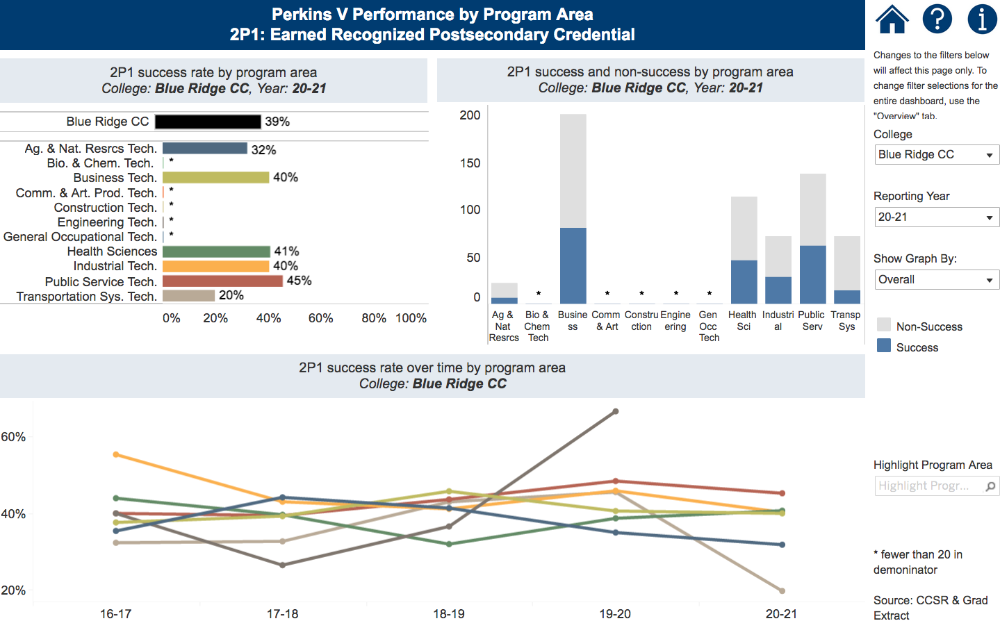 Perkins V Performance by Program Area
2P1: Earned Recognized Postsecondary Credential
Changes to the filters below
will affect this page only. To
change filter selections for the
entire dashboard, use the
"Overview" tab.
2P1 success rate by program area
College: Blue Ridge CC, Year: 20-21
Blue Ridge CC 39%
Ag. & Nat. Resrcs Tech. 32%
Bio. & Chem. Tech. *
Business Tech. 40%
Comm. & Art. Prod. Tech. *
Construction Tech. *
Engineering Tech. *
General Occupational Tech. *
Health Sciences 41%
Industrial Tech. 40%
Public Service Tech. 45%
Transportation Sys. Tech. 20%
0% 20% 40% 60% 80% 100%
2P1 success and non-success by program area
College: Blue Ridge CC, Year: 20-21
200
150
100
50
0
* * * * *
Ag & Bio & Busine Comm Constru Engine Gen Health Industri Public Transp
Nat Chem ss & Art ction ering Occ Sci al Serv Sys
Resrcs Tech Tech
College
Blue Ridge CC
Reporting Year
20-21
Show Graph By:
Overall
Non-Success
Success
2P1 success rate over time by program area
College: Blue Ridge CC
60%
40%
20%
16-17 17-18 18-19 19-20 20-21
Highlight Program Area
Highlight Progr...
* fewer than 20 in
demoninator
Source: CCSR & Grad
Extract